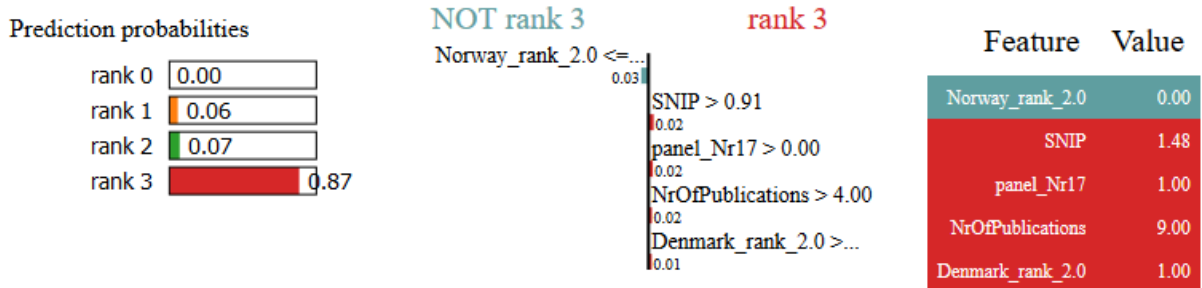 Prediction probabilities
rank 0 0.00
rank 1 0.06
rank 2 0.07
rank 3 0.87
NOT rank 3 rank 3
Norway_rank_2.0 <=...
0.03
SNIP > 0.91
0.02
panel_Nr17 > 0.00
0.02
NrOfPublications > 4.00
0.02
Denmark_rank_2.0 >...
0.01
Feature Value
Norway_rank_2.0 0.00
SNIP 1.48
panel_Nr17 1.00
NrOfPublications 9.00
Denmark_rank_2.0 1.00